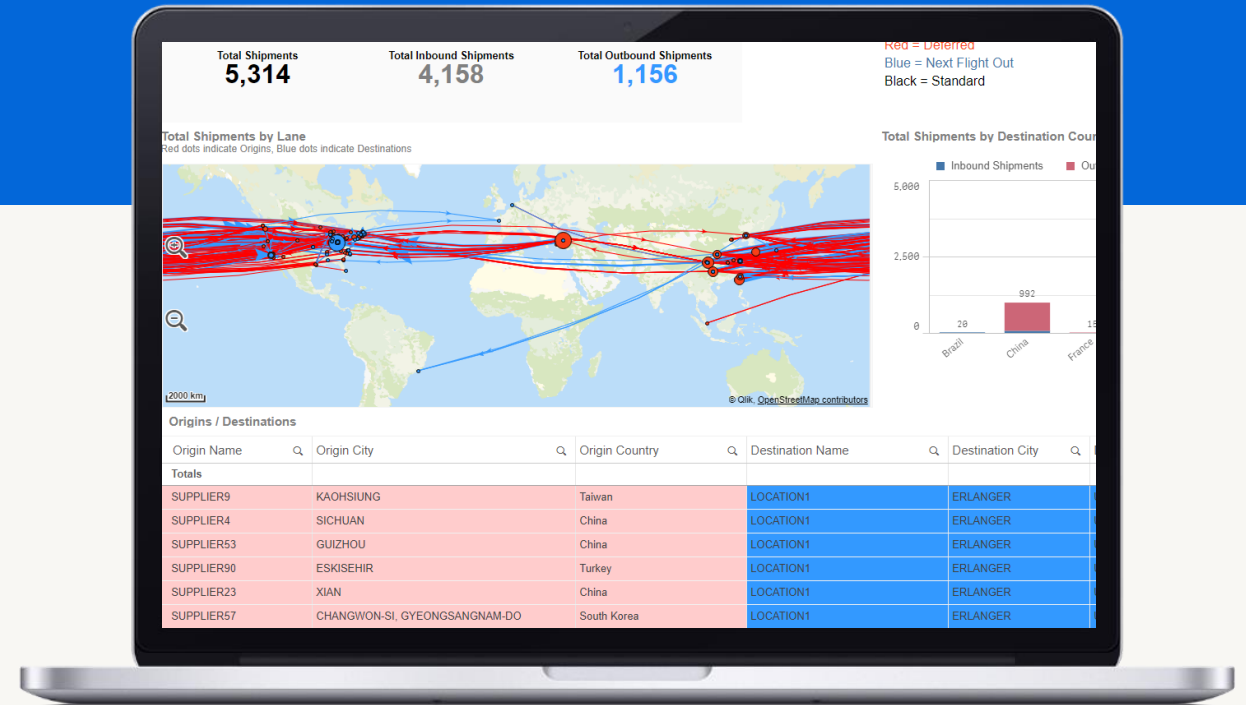 Total Shipments
5,314
Total Inbound Shipments
4,158
Total Outbound Shipments
1,156
Red = Deferred
Blue = Next Flight Out
Black = Standard
Total Shipments by Lane
Red dots indicate Origins, Blue dots indicate Destinations
2000 km
© Qlik, OpenStreetMap contributors
Total Shipments by Destination Coun
Inbound Shipments
Ou
5,000
2,500
0
20
992
18
Brazil
China
France
Origins / Destinations
Origin Name Origin City Origin Country Destination Name Destination City
Totals
SUPPLIER9 KAOHSIUNG Taiwan LOCATION1 ERLANGER
SUPPLIER4 SICHUAN China LOCATION1 ERLANGER
SUPPLIER53 GUIZHOU China LOCATION1 ERLANGER
SUPPLIER90 ESKISEHIR Turkey LOCATION1 ERLANGER
SUPPLIER23 XIAN China LOCATION1 ERLANGER
SUPPLIER57 CHANGWON-SI, GYEONGSANGNAM-DO South Korea LOCATION1 ERLANGER